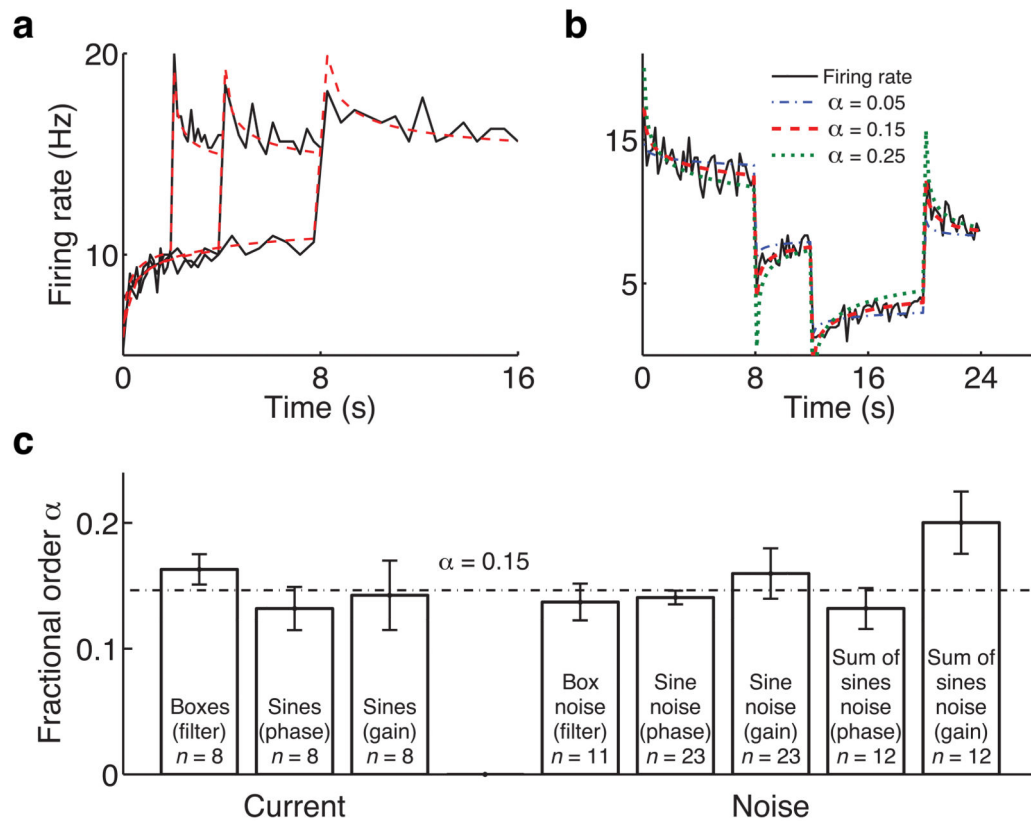 a
20
10
Firing rate (Hz)
0
8
16
Time (s)
b
15
5
Firing rate
α = 0.05
α = 0.15
α = 0.25
0
8
16
24
Time (s)
c
Fractional order α
0.2
0.1
0
α = 0.15
Boxes
(filter)
n = 8
Sines
(phase)
n = 8
Sines
(gain)
n = 8
Box
noise
(filter)
n = 11
Sine
noise
(phase)
n = 23
Sine
noise
(gain)
n = 23
Sum of
sines
noise
(phase)
n = 12
Sum of
sines
noise
(gain)
n = 12
Current
Noise